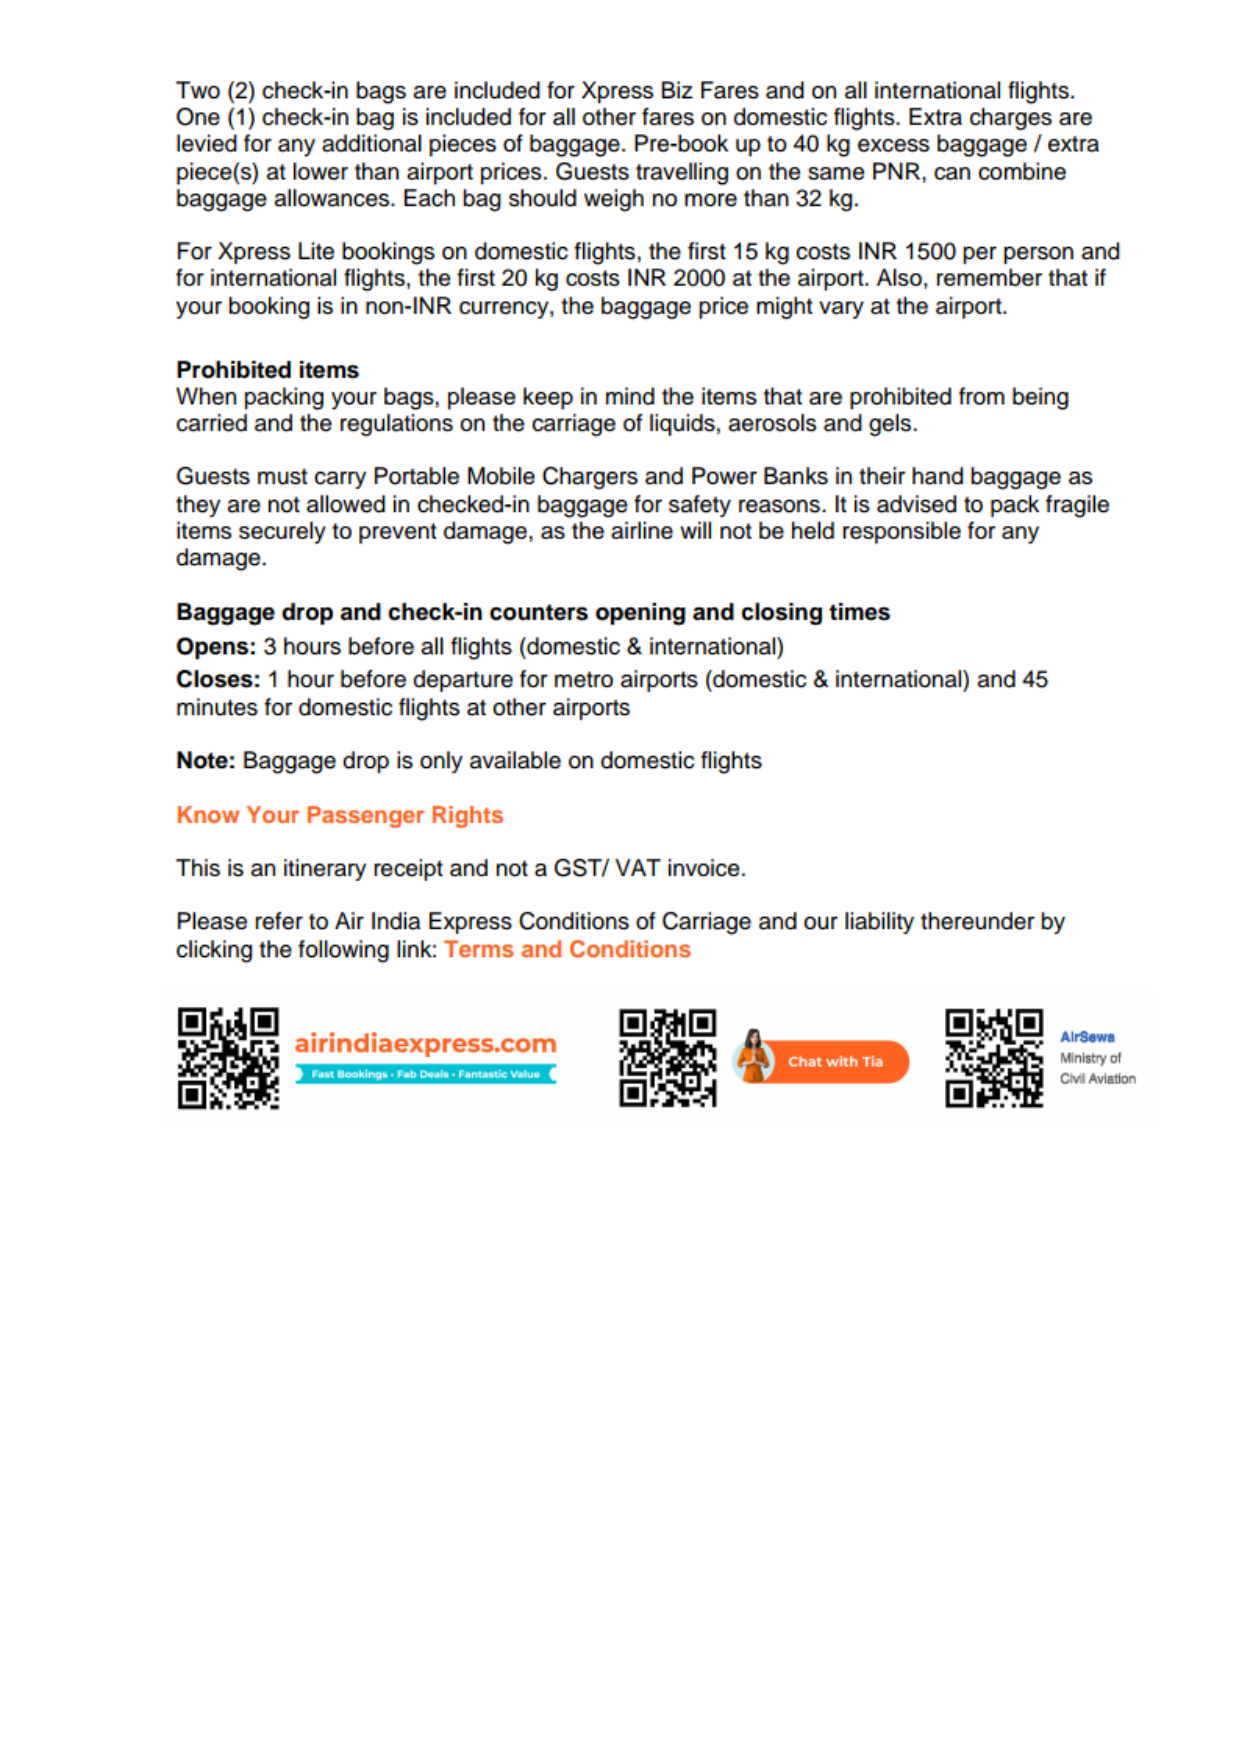 Two (2) check-in bags are included for Xpress Biz Fares and on all international flights.
One (1) check-in bag is included for all other fares on domestic flights. Extra charges are
levied for any additional pieces of baggage. Pre-book up to 40 kg excess baggage / extra
piece(s) at lower than airport prices. Guests travelling on the same PNR, can combine
baggage allowances. Each bag should weigh no more than 32 kg.
For Xpress Lite bookings on domestic flights, the first 15 kg costs INR 1500 per person and
for international flights, the first 20 kg costs INR 2000 at the airport. Also, remember that if
your booking is in non-INR currency, the baggage price might vary at the airport.
Prohibited items
When packing your bags, please keep in mind the items that are prohibited from being
carried and the regulations on the carriage of liquids, aerosols and gels.
Guests must carry Portable Mobile Chargers and Power Banks in their hand baggage as
they are not allowed in checked-in baggage for safety reasons. It is advised to pack fragile
items securely to prevent damage, as the airline will not be held responsible for any
damage.
Baggage drop and check-in counters opening and closing times
Opens: 3 hours before all flights (domestic & international)
Closes: 1 hour before departure for metro airports (domestic & international) and 45
minutes for domestic flights at other airports
Note: Baggage drop is only available on domestic flights
Know Your Passenger Rights
This is an itinerary receipt and not a GST/ VAT invoice.
Please refer to Air India Express Conditions of Carriage and our liability thereunder by
clicking the following link: Terms and Conditions
airindiaexpress.com
Fast Bookings • Fab Deals • Fantastic Value
Chat with Tia
AirSewa
Ministry of
Civil Aviation